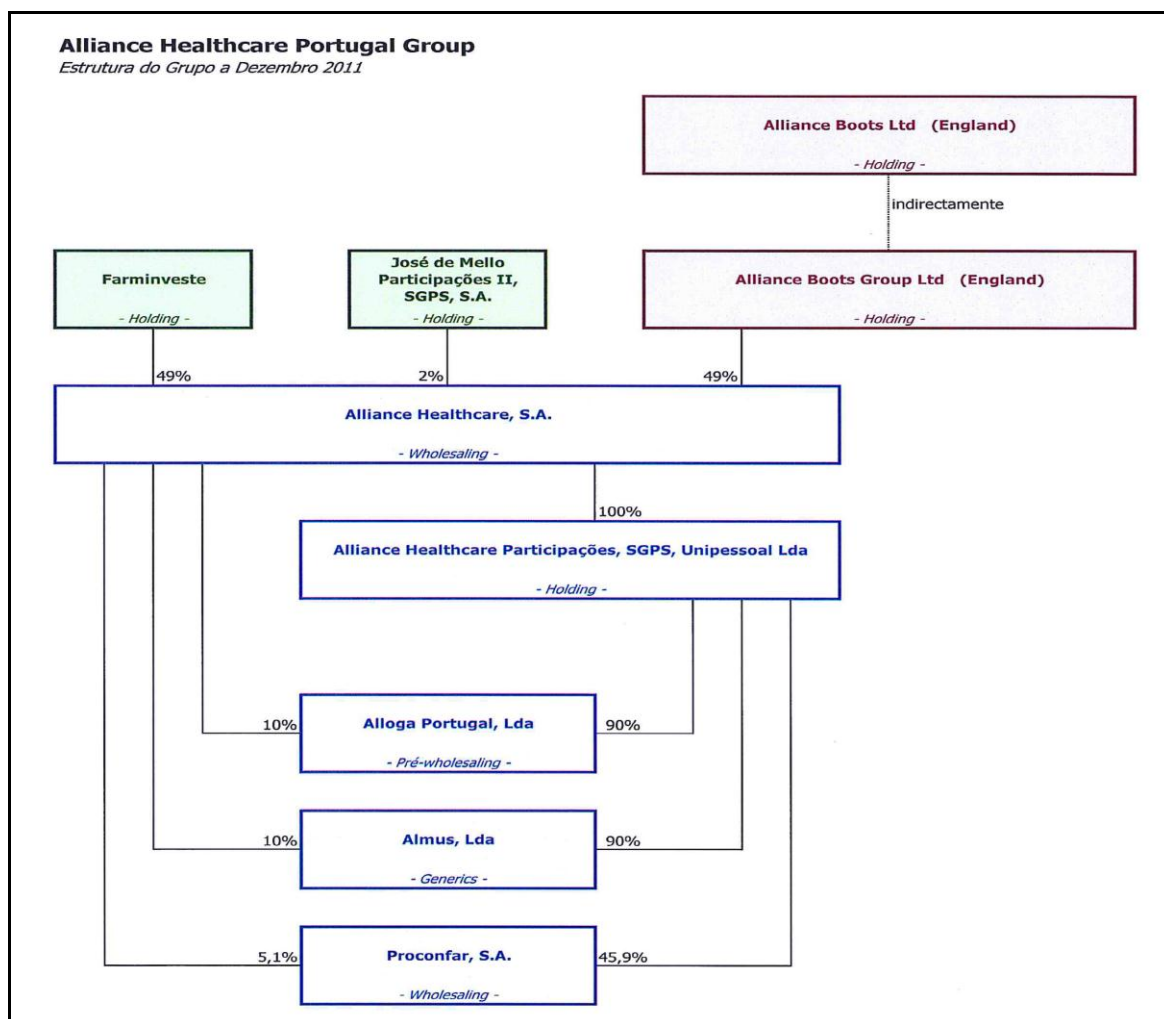 Alliance Healthcare Portugal Group
Estrutura do Grupo a Dezembro 2011
Alliance Boots Ltd (England)
- Holding -
indirectamente
Farminveste
- Holding -
José de Mello
Participações II,
SGPS, S.A.
- Holding -
Alliance Boots Group Ltd (England)
- Holding -
49%
2%
49%
Alliance Healthcare, S.A.
- Wholesaling -
100%
Alliance Healthcare Participações, SGPS, Unipessoal Lda
- Holding -
10%
Alloga Portugal, Lda
- Pré-wholesaling -
90%
10%
Almus, Lda
- Generics -
90%
5,1%
Proconfar, S.A.
- Wholesaling -
45,9%